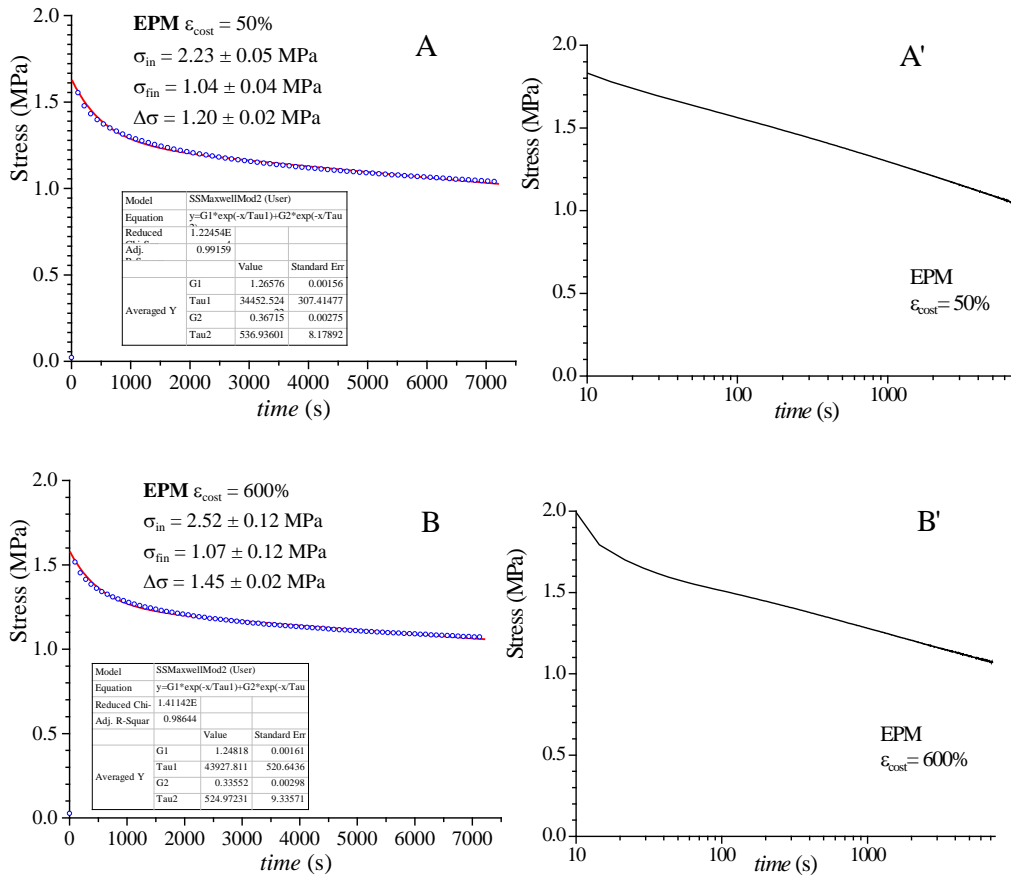 EPM ε_cost = 50%
σ_in = 2.23 ± 0.05 MPa
σ_fin = 1.04 ± 0.04 MPa
Δσ = 1.20 ± 0.02 MPa
A
Stress (MPa)
2.0
1.5
1.0
0.5
0.0
Model SSMaxwellMod2 (User)
Equation y=G1*exp(-x/Tau1)+G2*exp(-x/Tau
Reduced 1.22454E
Adj. 0.99159
Value Standard Err
Averaged Y
G1 1.26576 0.00156
Tau1 34452.524 307.41477
G2 0.36715 0.00275
Tau2 536.93601 8.17892
0 1000 2000 3000 4000 5000 6000 7000
time (s)
A'
Stress (MPa)
2.0
1.5
1.0
0.5
0.0
EPM
ε_cost= 50%
10 100 1000
time (s)
EPM ε_cost = 600%
σ_in = 2.52 ± 0.12 MPa
σ_fin = 1.07 ± 0.12 MPa
Δσ = 1.45 ± 0.02 MPa
B
Stress (MPa)
2.0
1.5
1.0
0.5
0.0
Model SSMaxwellMod2 (User)
Equation y=G1*exp(-x/Tau1)+G2*exp(-x/Tau
Reduced Chi- 1.41142E
Adj. R-Squar 0.98644
Value Standard Err
Averaged Y
G1 1.24818 0.00161
Tau1 43927.811 520.6436
G2 0.33552 0.00298
Tau2 524.97231 9.33571
0 1000 2000 3000 4000 5000 6000 7000
time (s)
B'
Stress (MPa)
2.0
1.5
1.0
0.5
0.0
EPM
ε_cost= 600%
10 100 1000
time (s)